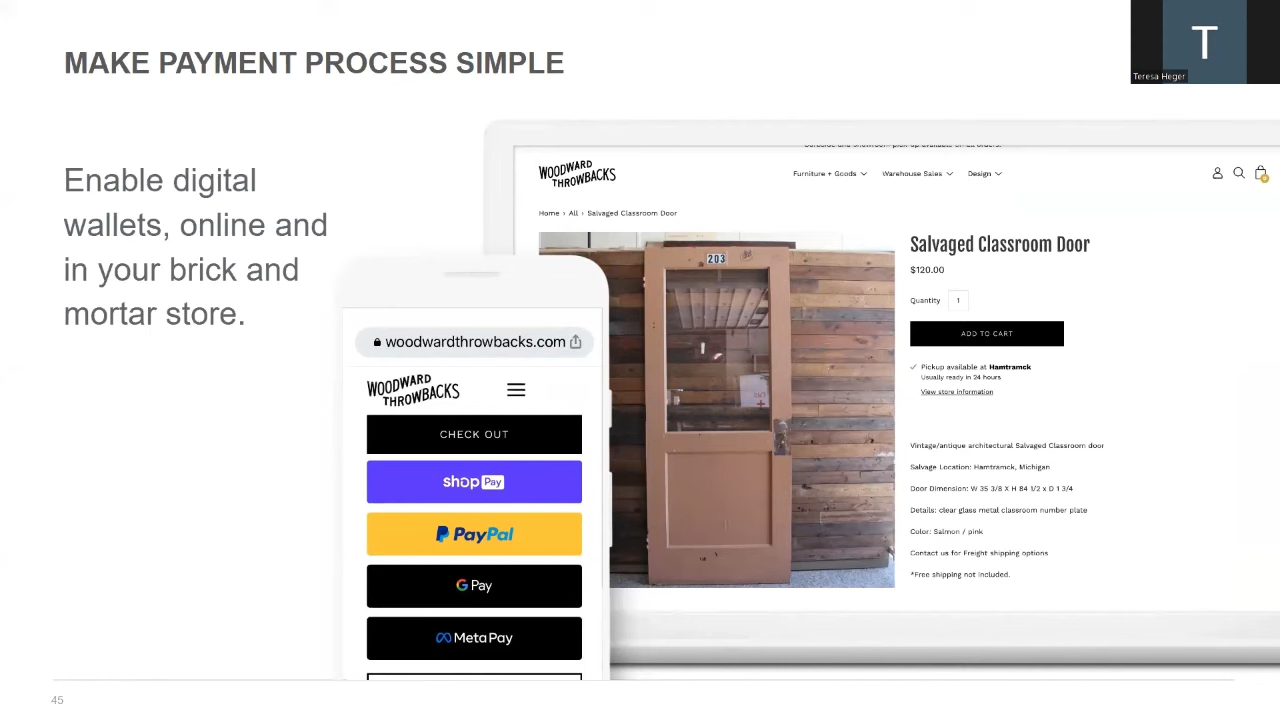 MAKE PAYMENT PROCESS SIMPLE
T
Teresa Heger
Enable digital
wallets, online and
in your brick and
mortar store.
WOODWARD
THROWBACKS
Furniture + Goods
Warehouse Sales
Design
Home › All › Salvaged Classroom Door
203
Salvaged Classroom Door
$120.00
Quantity 1
ADD TO CART
Pickup available at Hamtramck
Usually ready in 24 hours
View store information
Vintage/antique architectural Salvaged Classroom door
Salvage Location: Hamtramck, Michigan
Door Dimension: W 35 3/8 X H 84 1/2 x D 1 3/4
Details: clear glass metal classroom number plate
Color: Salmon / pink
Contact us for Freight shipping options
*Free shipping not included.
woodwardthrowbacks.com
WOODWARD
THROWBACKS
CHECK OUT
shop Pay
PayPal
G Pay
Meta Pay
45